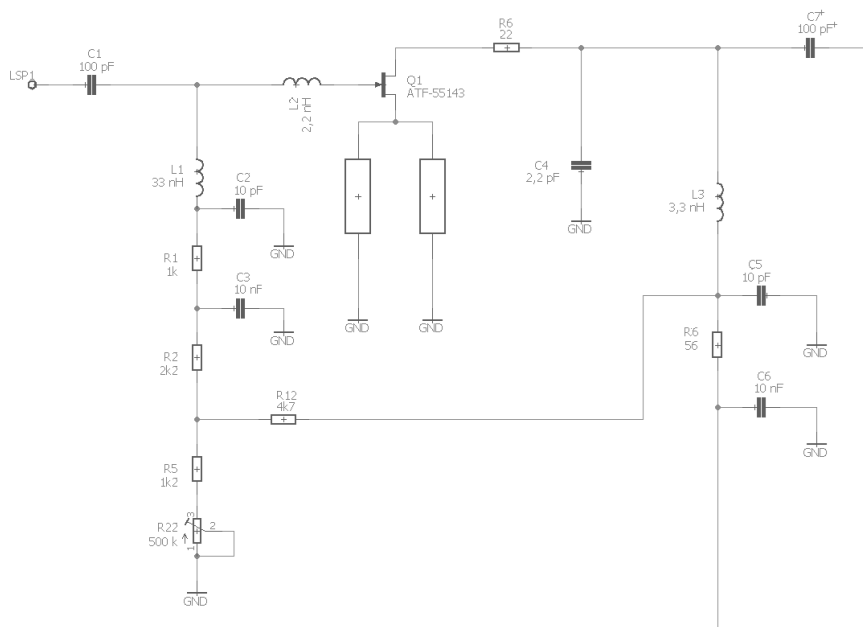 LSP1
C1
100 pF
L2
2,2 nH
Q1
ATF-55143
R6
22
C7
100 pF
L1
33 nH
C2
10 pF
GND
R1
1k
C3
10 nF
GND
R2
2k2
R12
4k7
R5
1k2
R22
500 k
3
2
1
GND
GND
GND
C4
2,2 pF
GND
L3
3,3 nH
C5
10 pF
GND
R6
56
C6
10 nF
GND